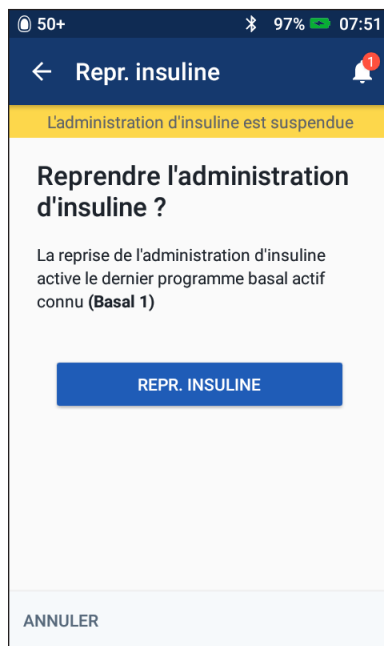 50+ 97% 07:51
Repr. insuline 1
L'administration d'insuline est suspendue
Reprendre l'administration
d'insuline ?
La reprise de l'administration d'insuline
active le dernier programme basal actif
connu (Basal 1)
REPR. INSULINE
ANNULER